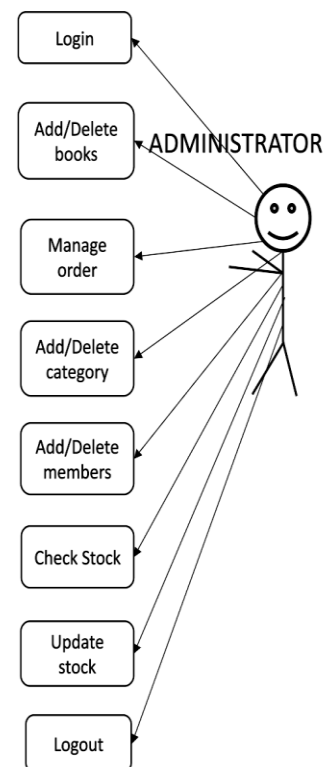 Login
Add/Delete
books
ADMINISTRATOR
Manage
order
Add/Delete
category
Add/Delete
members
Check Stock
Update
stock
Logout